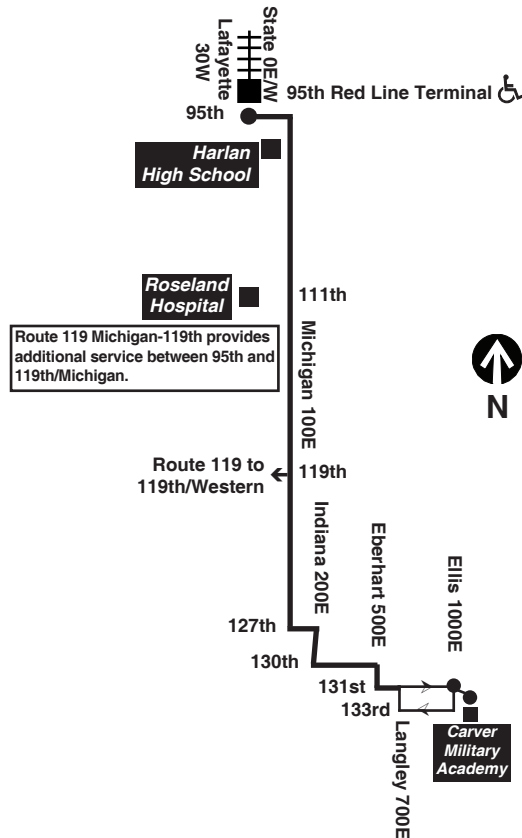 State 0E/W
Lafayette
30W
95th Red Line Terminal
95th
Harlan
High School
Roseland
Hospital
111th
Route 119 Michigan-119th provides
additional service between 95th and
119th/Michigan.
Michigan 100E
N
Route 119 to
119th/Western
119th
Indiana 200E
Eberhart 500E
Ellis 1000E
127th
130th
131st
133rd
Langley 700E
Carver
Military
Academy